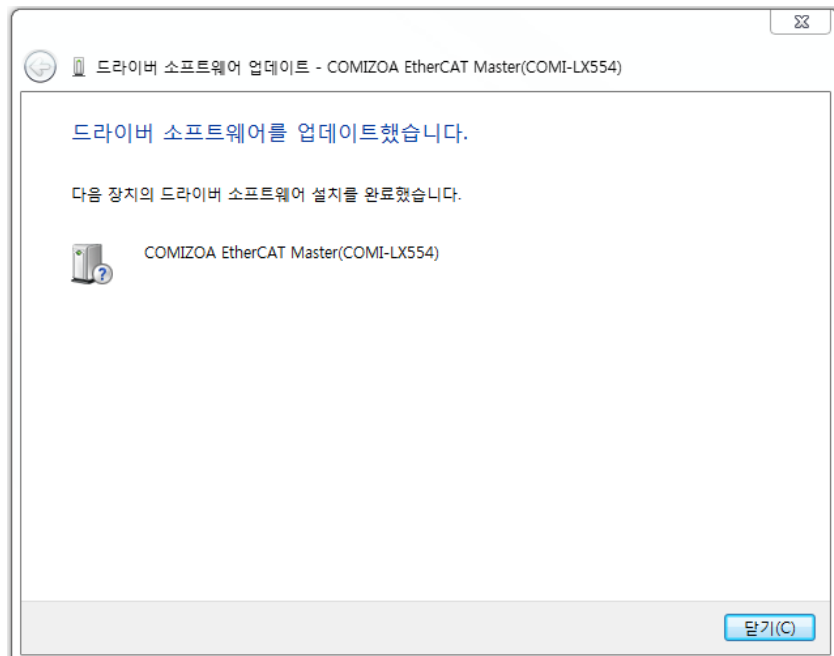 드라이버 소프트웨어 업데이트 - COMIZOA EtherCAT Master(COMI-LX554)
드라이버 소프트웨어를 업데이트했습니다.
다음 장치의 드라이버 소프트웨어 설치를 완료했습니다.
COMIZOA EtherCAT Master(COMI-LX554)
닫기(C)